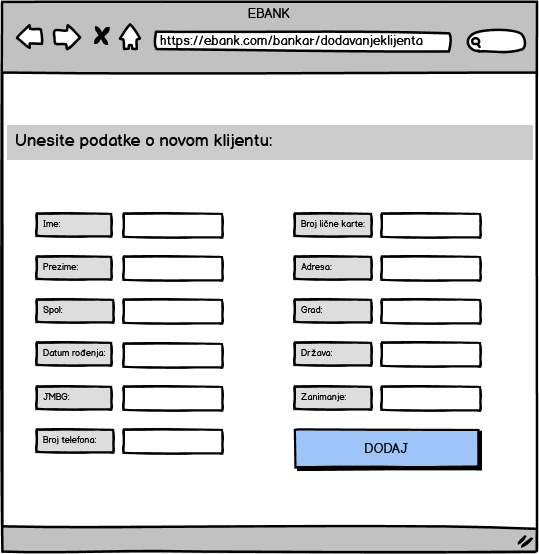 EBANK
https://ebank.com/bankar/dodavanjeklijenta
Unesite podatke o novom klijentu:
Ime:
Prezime:
Spol:
Datum rođenja:
JMBG:
Broj telefona:
Broj lične karte:
Adresa:
Grad:
Država:
Zanimanje:
DODAJ